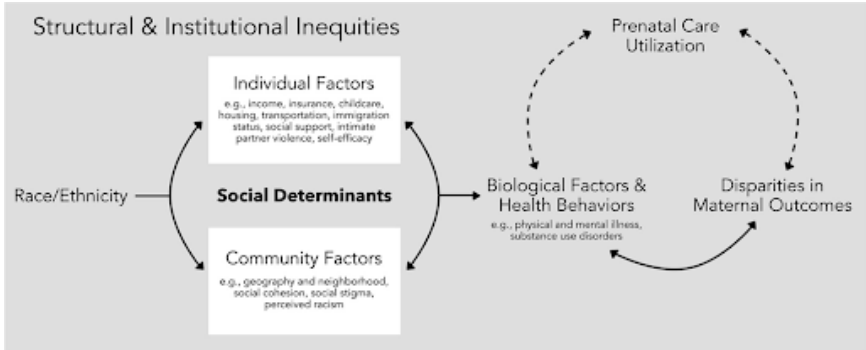 Structural & Institutional Inequities
Prenatal Care
Utilization
Individual Factors
e.g., income, insurance, childcare,
housing, transportation, immigration
status, social support, intimate
partner violence, self-efficacy
Race/Ethnicity
Social Determinants
Biological Factors &
Health Behaviors
e.g., physical and mental illness,
substance use disorders
Disparities in
Maternal Outcomes
Community Factors
e.g., geography and neighborhood,
social cohesion, social stigma,
perceived racism